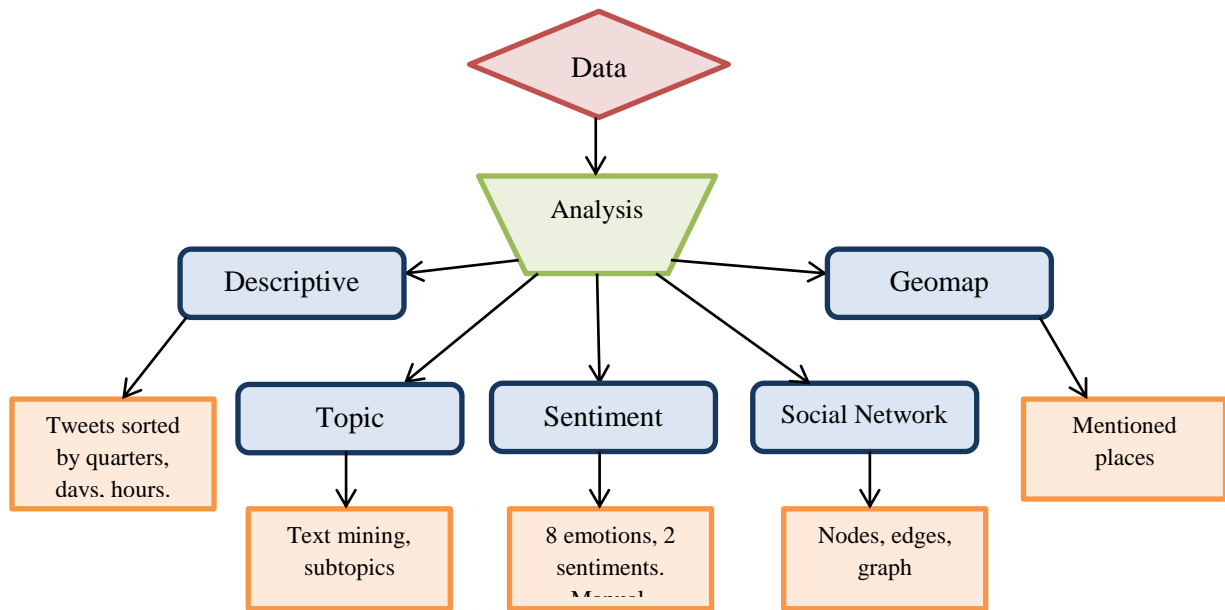 Data
Analysis
Descriptive
Geomap
Topic
Sentiment
Social Network
Tweets sorted
by quarters,
days, hours.
Mentioned
places
Text mining,
subtopics
8 emotions, 2
sentiments.
Manual
Nodes, edges,
graph